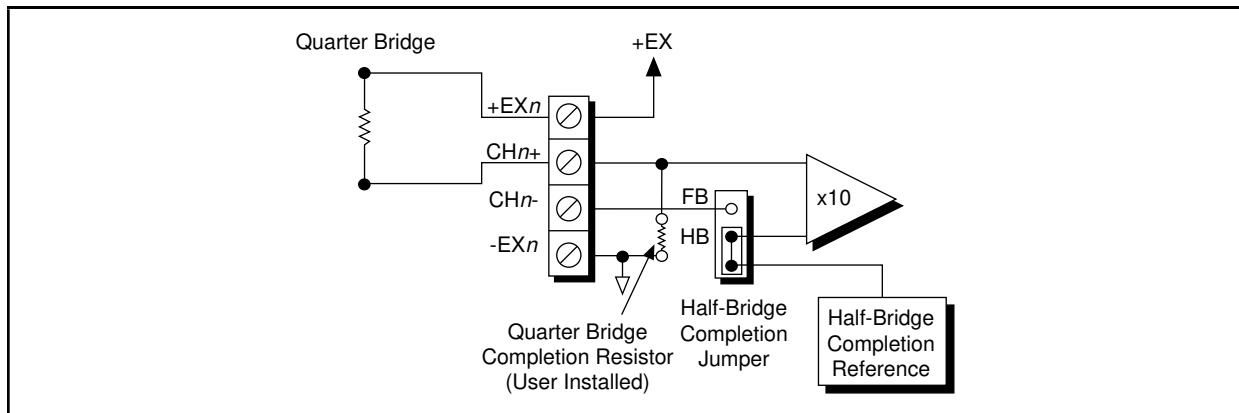 Quarter Bridge
+EX
+EXn
CHn+
CHn-
-EXn
FB
HB
x10
Quarter Bridge
Completion Resistor
(User Installed)
Half-Bridge
Completion
Jumper
Half-Bridge
Completion
Reference